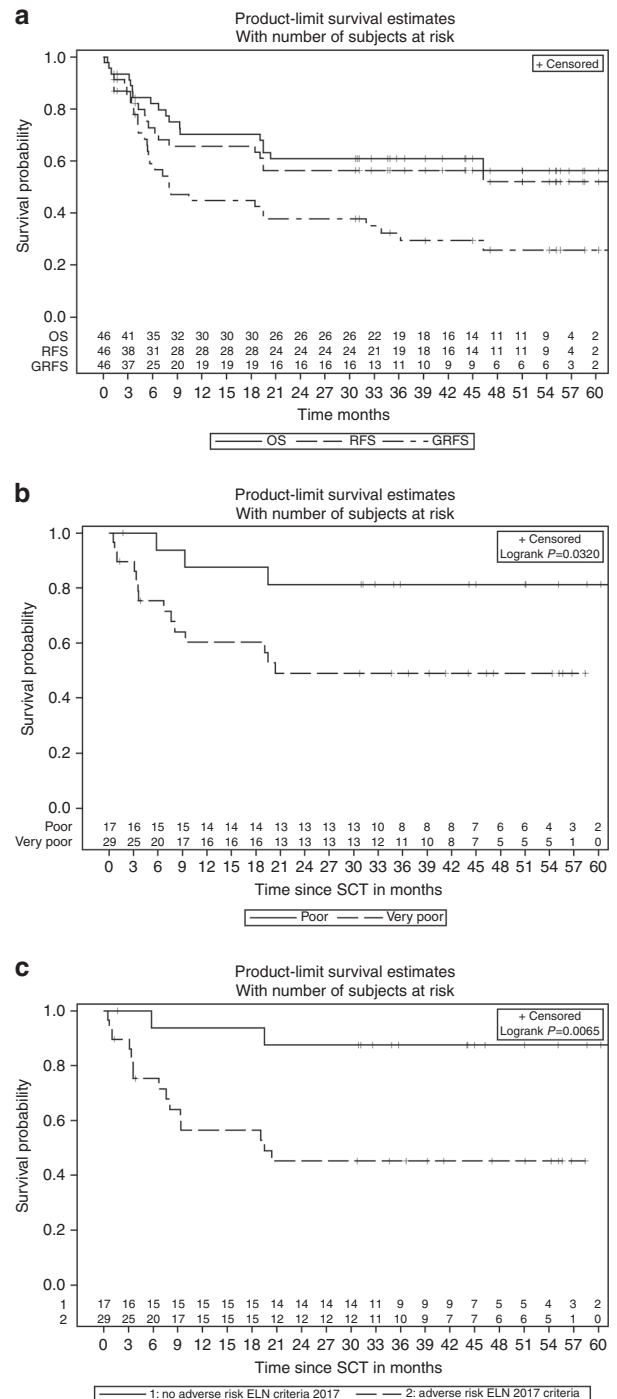 a
Product-limit survival estimates
With number of subjects at risk
+ Censored
Survival probability
1.0
0.8
0.6
0.4
0.2
0.0
OS 46 41 35 32 30 30 30 26 26 26 26 22 19 18 16 14 11 11 9 4 2
RFS 46 38 31 28 28 28 28 24 24 24 24 21 19 18 16 14 11 11 9 4 2
GRFS 46 37 25 20 19 19 19 16 16 16 16 13 11 10 9 9 6 6 6 3 2
0 3 6 9 12 15 18 21 24 27 30 33 36 39 42 45 48 51 54 57 60
Time months
OS RFS GRFS
b
Product-limit survival estimates
With number of subjects at risk
+ Censored
Logrank P=0.0320
Survival probability
1.0
0.8
0.6
0.4
0.2
0.0
Poor 17 16 15 15 14 14 14 13 13 13 13 10 8 8 8 7 6 6 4 3 2
Very poor 29 25 20 17 16 16 16 13 13 13 13 12 11 10 8 7 5 5 5 1 0
0 3 6 9 12 15 18 21 24 27 30 33 36 39 42 45 48 51 54 57 60
Time since SCT in months
Poor Very poor
c
Product-limit survival estimates
With number of subjects at risk
+ Censored
Logrank P=0.0065
Survival probability
1.0
0.8
0.6
0.4
0.2
0.0
1 17 16 15 15 15 15 15 14 14 14 14 11 9 9 9 7 5 5 4 3 2
2 29 25 20 17 15 15 15 12 12 12 12 11 10 9 7 7 6 6 5 1 0
0 3 6 9 12 15 18 21 24 27 30 33 36 39 42 45 48 51 54 57 60
Time since SCT in months
1: no adverse risk ELN criteria 2017 2: adverse risk ELN 2017 criteria